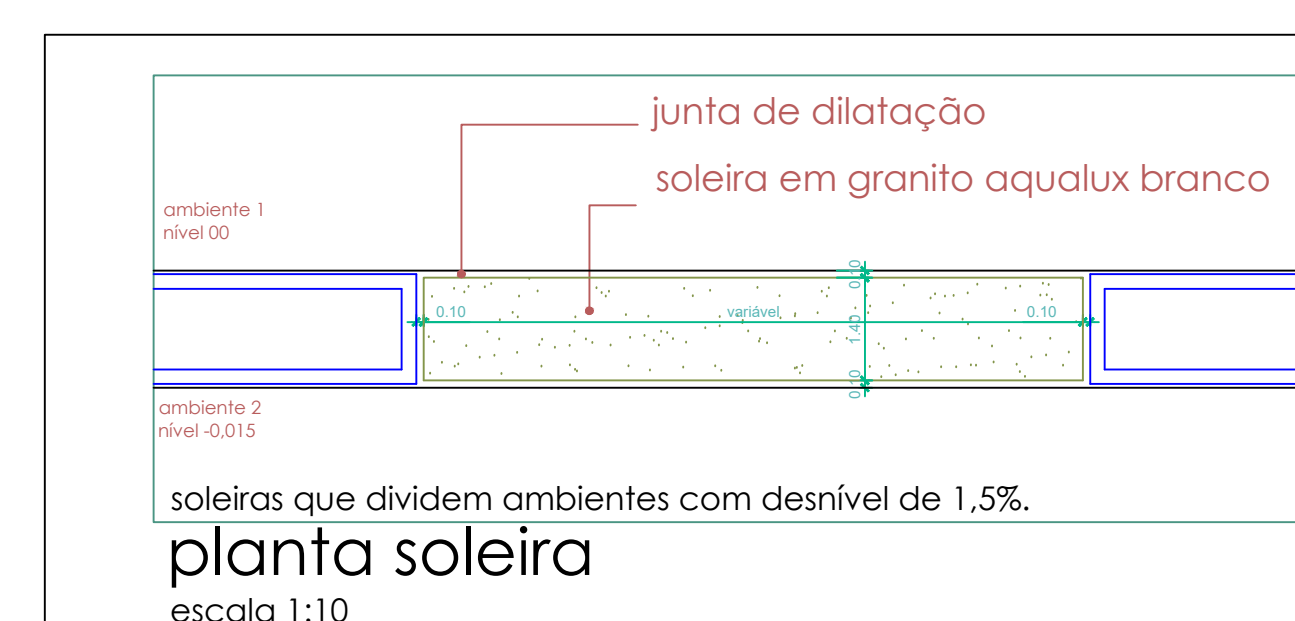 junta de dilatação
soleira em granito aqualux branco
ambiente 1
nível 00
0.10
0.10
variável
0.10
1.40
0.10
ambiente 2
nível -0,015
soleiras que dividem ambientes com desnível de 1,5%.
planta soleira
escala 1:10